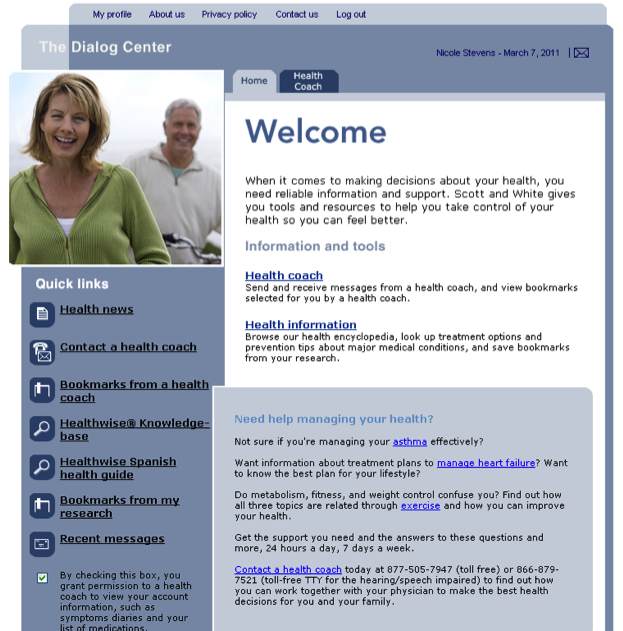 My profile About us Privacy policy Contact us Log out
The Dialog Center
Nicole Stevens - March 7, 2011 |
Home
Health
Coach
Welcome
When it comes to making decisions about your health, you
need reliable information and support. Scott and White gives
you tools and resources to help you take control of your
health so you can feel better.
Information and tools
Health coach
Send and receive messages from a health coach, and view bookmarks
selected for you by a health coach.
Health information
Browse our health encyclopedia, look up treatment options and
prevention tips about major medical conditions, and save bookmarks
from your research.
Quick links
Health news
Contact a health coach
Bookmarks from a health
coach
Healthwise® Knowledge-
base
Healthwise Spanish
health guide
Bookmarks from my
research
Recent messages
By checking this box, you
grant permission to a health
coach to view your account
information, such as
symptoms diaries and your
list of medications.
Need help managing your health?
Not sure if you're managing your asthma effectively?
Want information about treatment plans to manage heart failure? Want
to know the best plan for your lifestyle?
Do metabolism, fitness, and weight control confuse you? Find out how
all three topics are related through exercise and how you can improve
your health.
Get the support you need and the answers to these questions and
more, 24 hours a day, 7 days a week.
Contact a health coach today at 877-505-7947 (toll free) or 866-879-
7521 (toll-free TTY for the hearing/speech impaired) to find out how
you can work together with your physician to make the best health
decisions for you and your family.